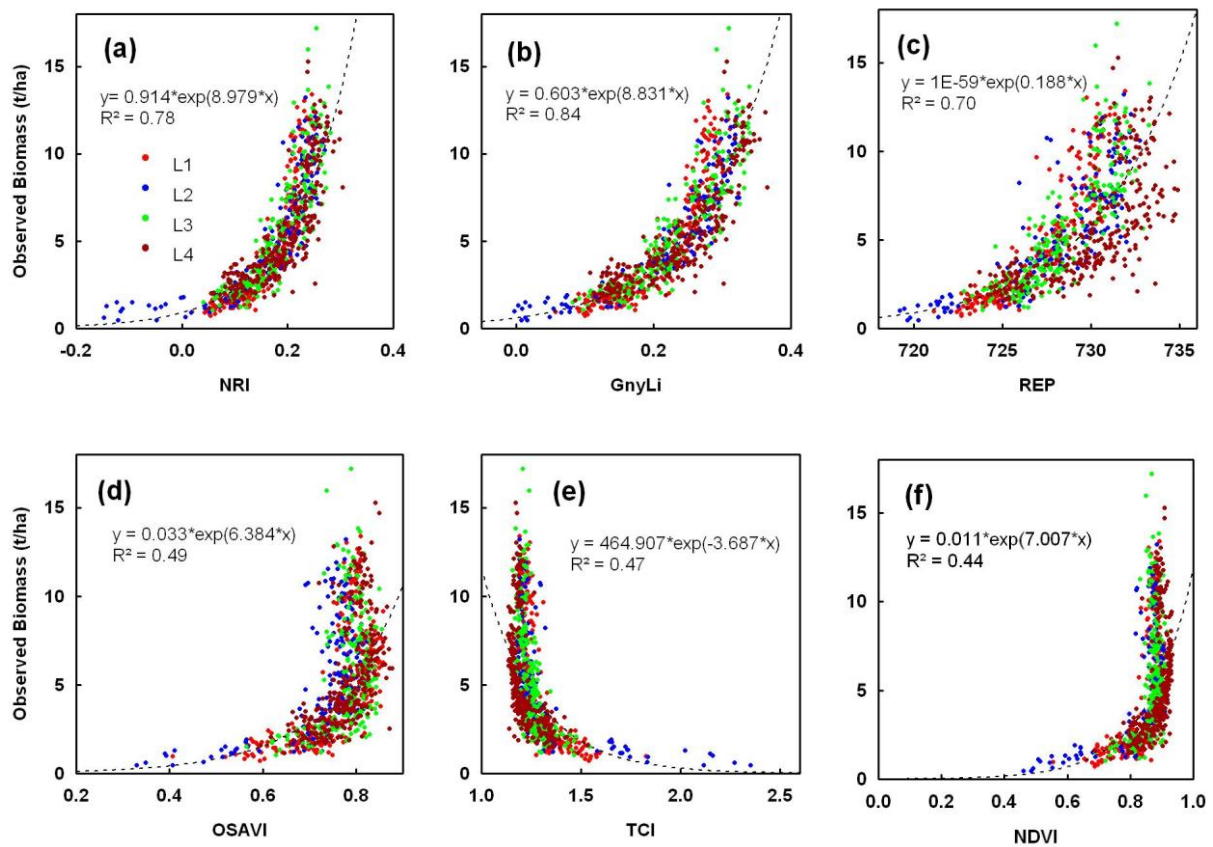 (a)
y= 0.914*exp(8.979*x)
R² = 0.78
L1
L2
L3
L4
Observed Biomass (t/ha)
15
10
5
0
-0.2 0.0 0.2 0.4
NRI
(b)
y = 0.603*exp(8.831*x)
R² = 0.84
15
10
5
0
0.0 0.2 0.4
GnyLi
(c)
y = 1E-59*exp(0.188*x)
R² = 0.70
15
10
5
0
720 725 730 735
REP
(d)
y = 0.033*exp(6.384*x)
R² = 0.49
Observed Biomass (t/ha)
15
10
5
0
0.2 0.4 0.6 0.8
OSAVI
(e)
y = 464.907*exp(-3.687*x)
R² = 0.47
15
10
5
0
1.0 1.5 2.0 2.5
TCI
(f)
y = 0.011*exp(7.007*x)
R² = 0.44
15
10
5
0
0.0 0.2 0.4 0.6 0.8 1.0
NDVI